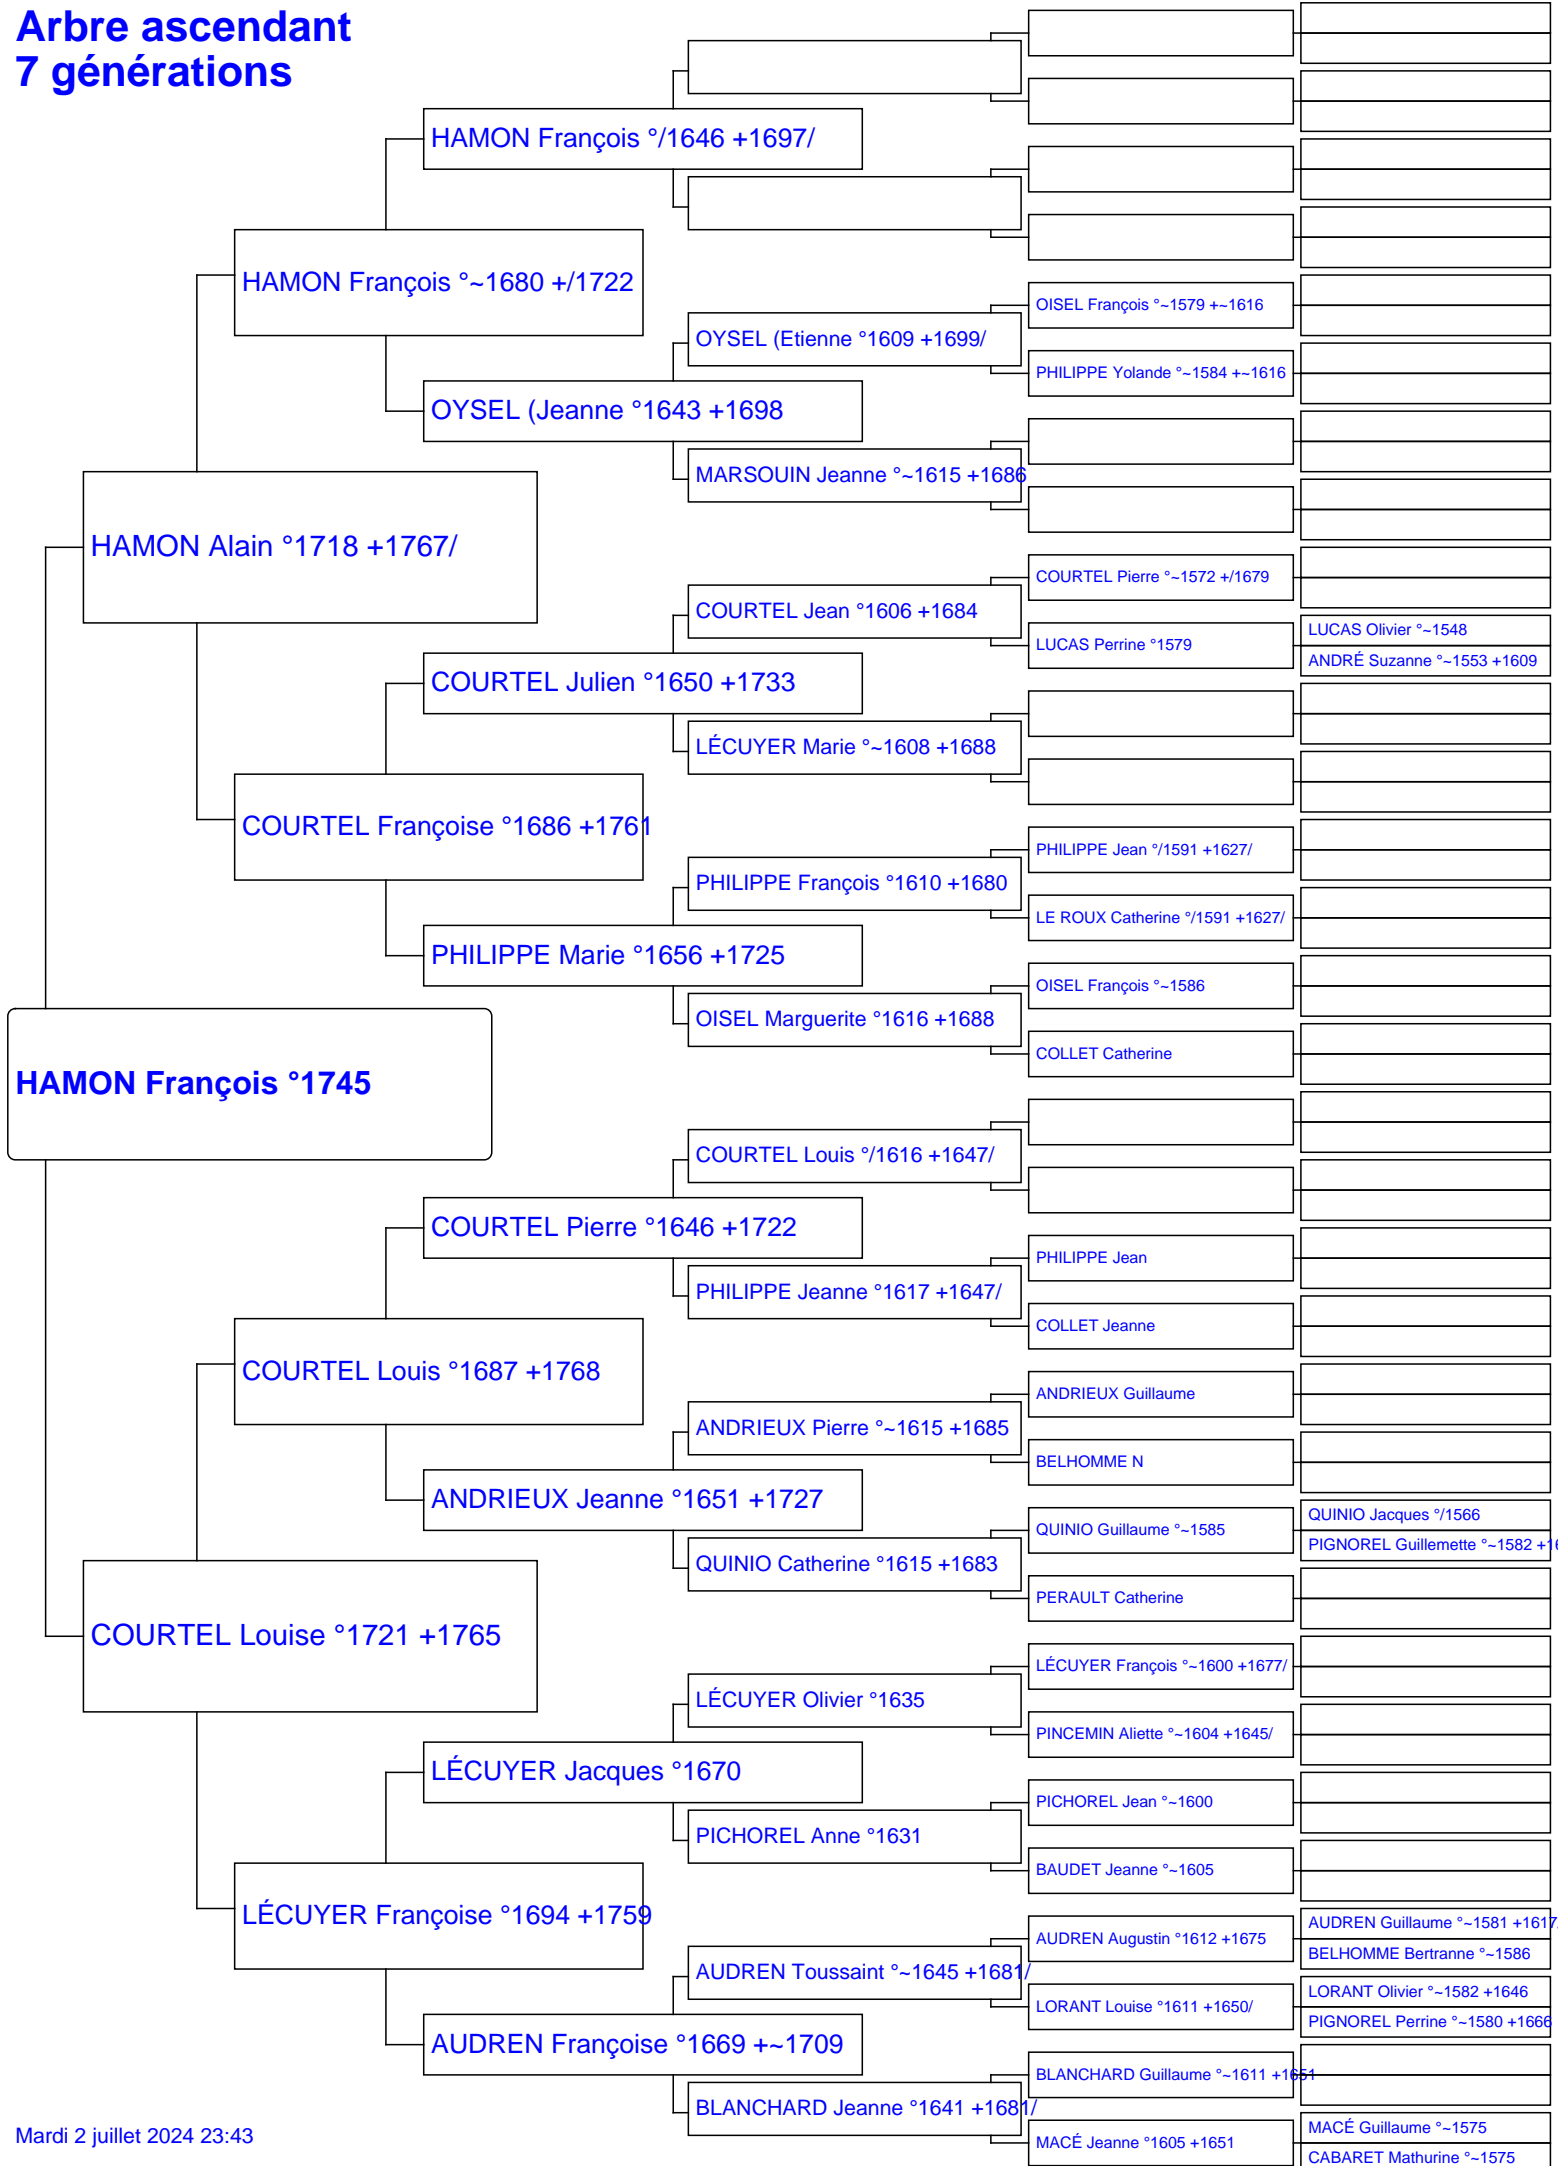 Arbre ascendant
7 générations
HAMON François °/1646 +1697/
HAMON François °~1680 +/1722
OISEL François °~1579 +~1616
OYSEL (Etienne °1609 +1699/
PHILIPPE Yolande °~1584 +~1616
OYSEL (Jeanne °1643 +1698
MARSOUIN Jeanne °~1615 +1686
HAMON Alain °1718 +1767/
COURTEL Pierre °~1572 +/1679
COURTEL Jean °1606 +1684
LUCAS Olivier °~1548
LUCAS Perrine °1579
ANDRÉ Suzanne °~1553 +1609
COURTEL Julien °1650 +1733
LÉCUYER Marie °~1608 +1688
COURTEL Françoise °1686 +1761
PHILIPPE Jean °/1591 +1627/
PHILIPPE François °1610 +1680
LE ROUX Catherine °/1591 +1627/
PHILIPPE Marie °1656 +1725
OISEL François °~1586
OISEL Marguerite °1616 +1688
COLLET Catherine
HAMON François °1745
COURTEL Louis °/1616 +1647/
COURTEL Pierre °1646 +1722
PHILIPPE Jean
PHILIPPE Jeanne °1617 +1647/
COLLET Jeanne
COURTEL Louis °1687 +1768
ANDRIEUX Guillaume
ANDRIEUX Pierre °~1615 +1685
BELHOMME N
ANDRIEUX Jeanne °1651 +1727
QUINIO Jacques °/1566
QUINIO Guillaume °~1585
PIGNOREL Guillemette °~1582
QUINIO Catherine °1615 +1683
PERAULT Catherine
COURTEL Louise °1721 +1765
LÉCUYER François °~1600 +1677/
LÉCUYER Olivier °1635
PINCEMIN Aliette °~1604 +1645/
LÉCUYER Jacques °1670
PICHOREL Jean °~1600
PICHOREL Anne °1631
BAUDET Jeanne °~1605
LÉCUYER Françoise °1694 +1759
AUDREN Guillaume °~1581 +1617/
AUDREN Augustin °1612 +1675
BELHOMME Bertranne °~1586
AUDREN Toussaint °~1645 +1681/
LORANT Olivier °~1582 +1646
LORANT Louise °1611 +1650/
PIGNOREL Perrine °~1580 +1666
AUDREN Françoise °1669 +~1709
BLANCHARD Guillaume °~1611 +1651
BLANCHARD Jeanne °1641 +1681/
MACÉ Guillaume °~1575
MACÉ Jeanne °1605 +1651
CABARET Mathurine °~1575
Mardi 2 juillet 2024 23:43